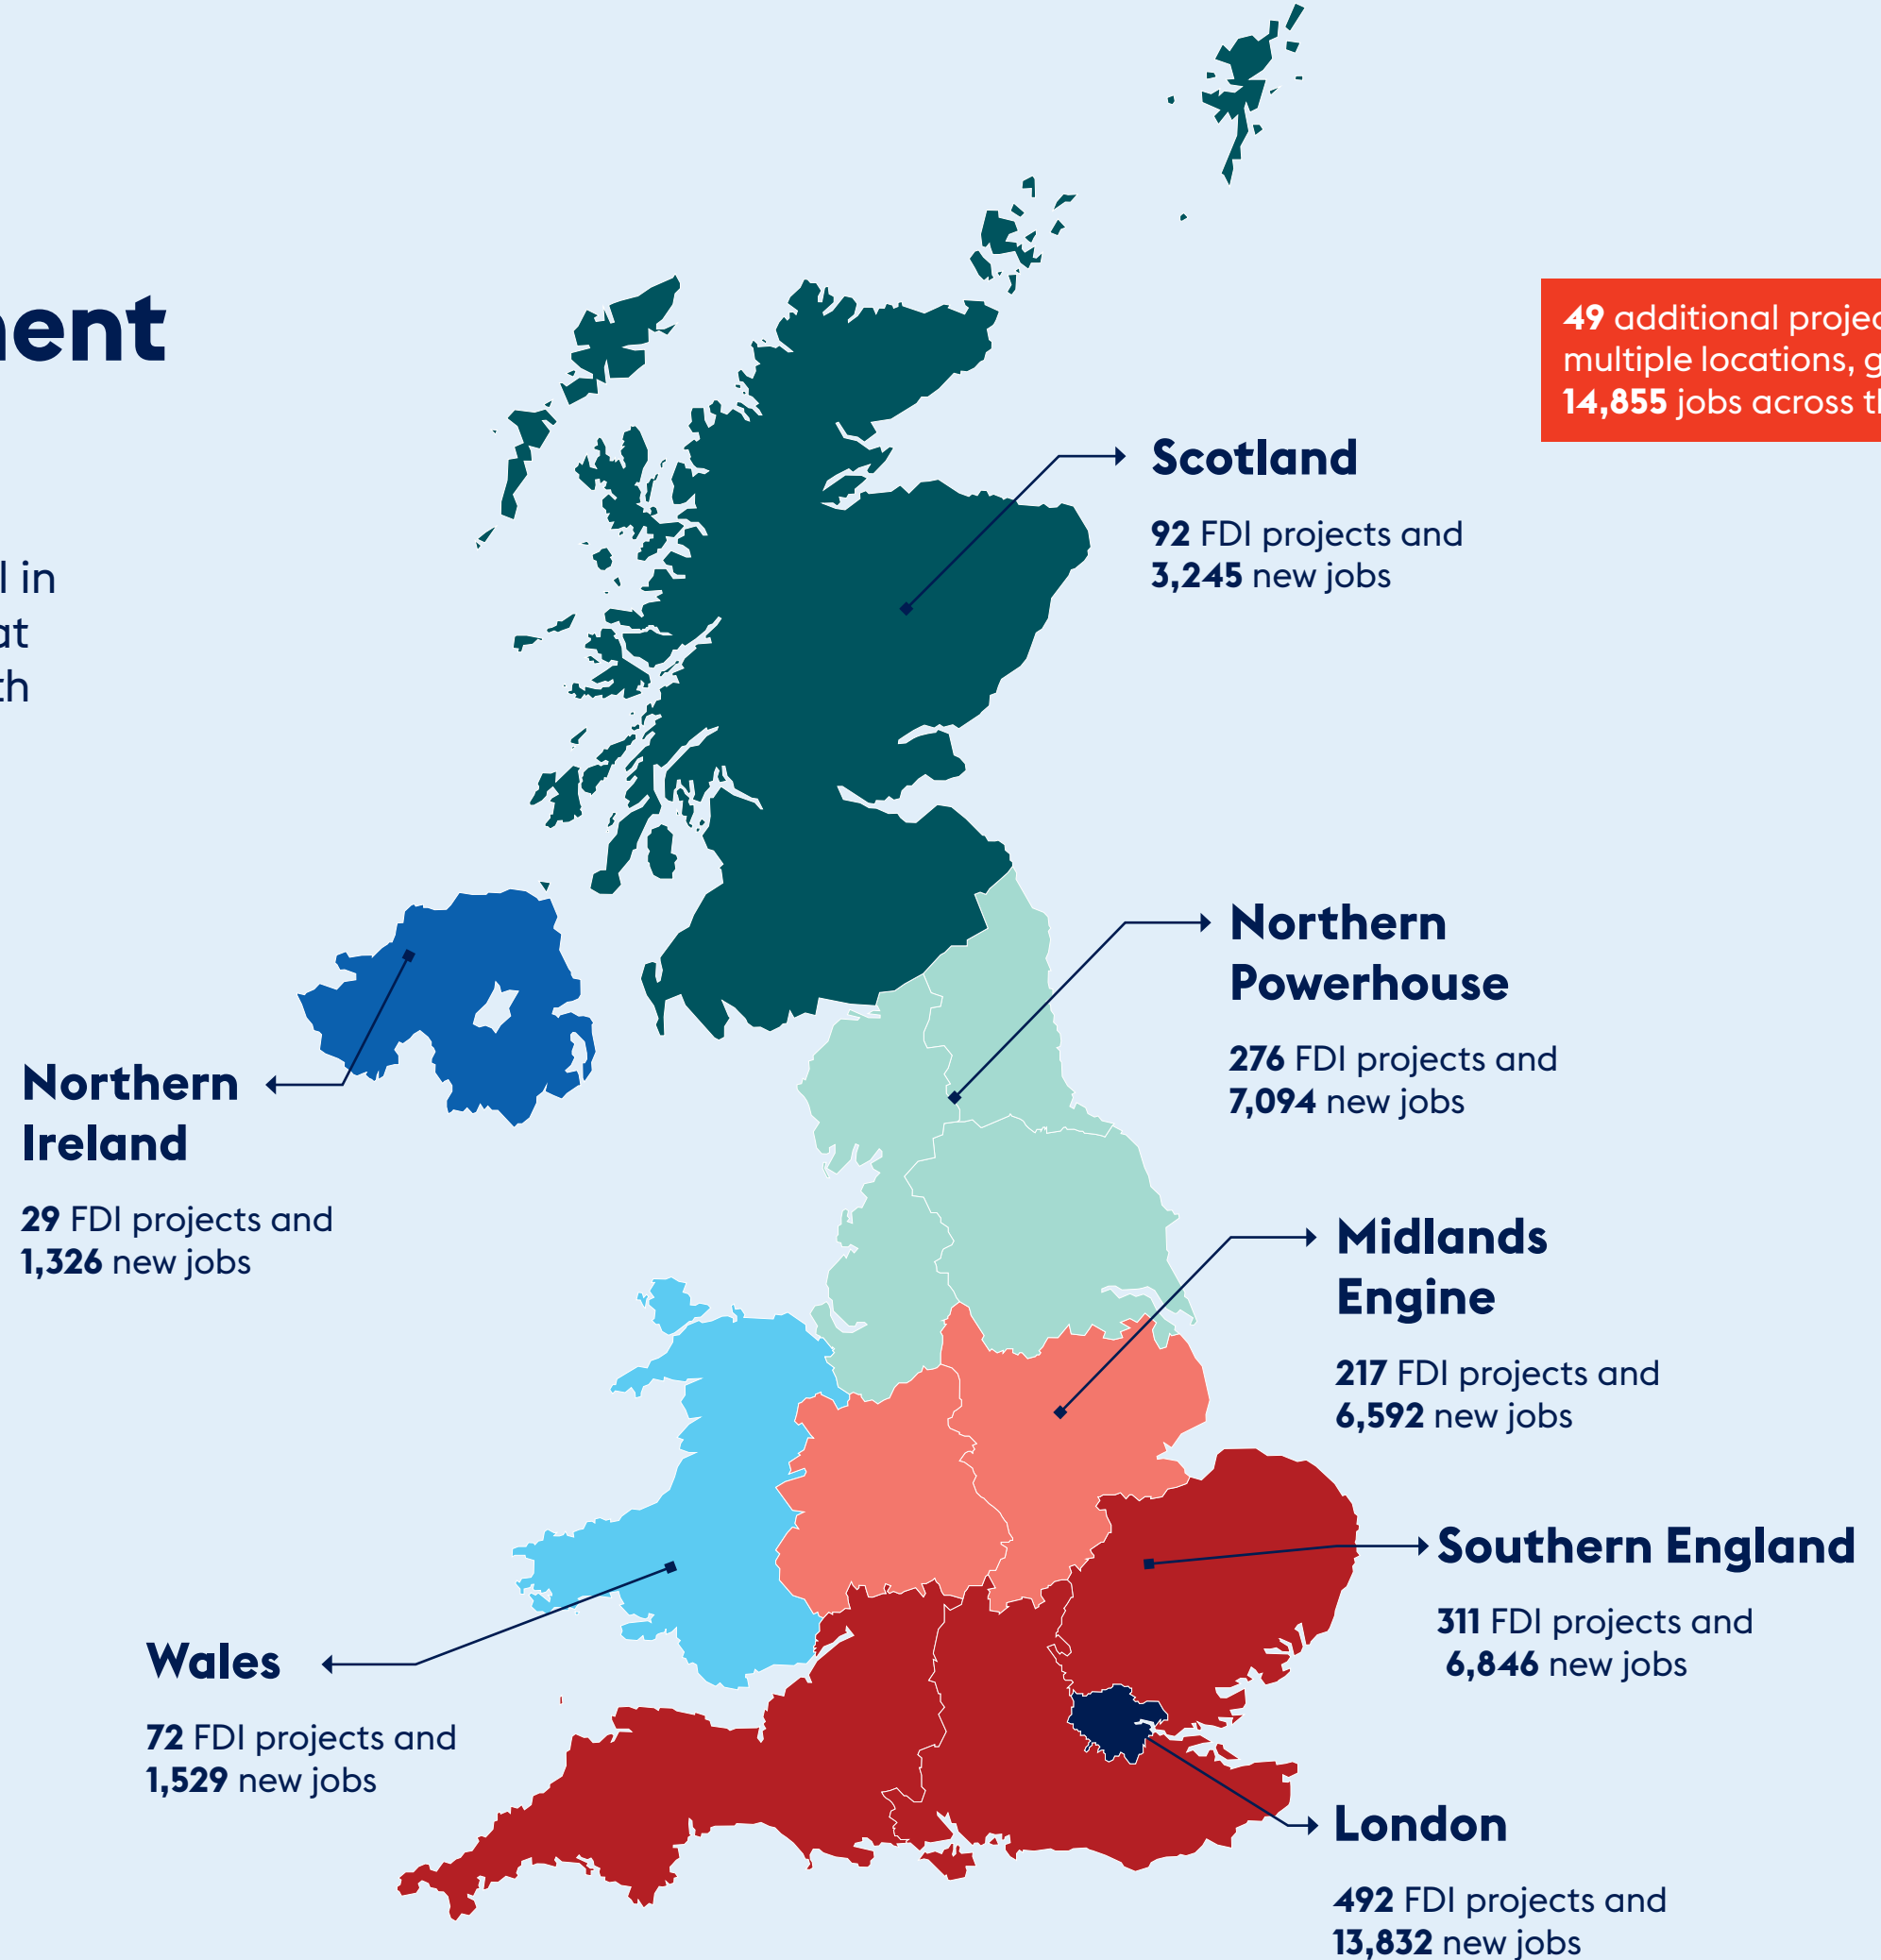 l in
at
49 additional
multiple locations,
14,855 jobs across
Scotland
92 FDI projects and
3,245 new jobs
Northern
Powerhouse
276 FDI projects and
7,094 new jobs
Northern
Ireland
29 FDI projects and
1,326 new jobs
Midlands
Engine
217 FDI projects and
6,592 new jobs
Southern England
311 FDI projects and
6,846 new jobs
Wales
72 FDI projects and
1,529 new jobs
London
492 FDI projects and
13,832 new jobs